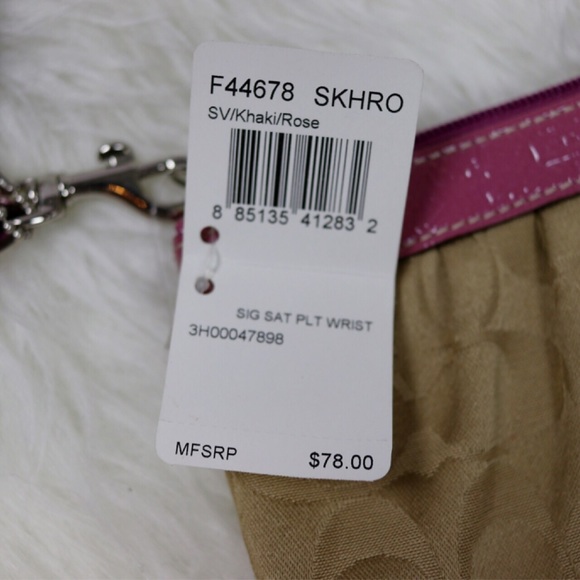 F44678 SKHRO
SV/Khaki/Rose
8 85135 41283 2
SIG SAT PLT WRIST
3H00047898
MFSRP $78.00